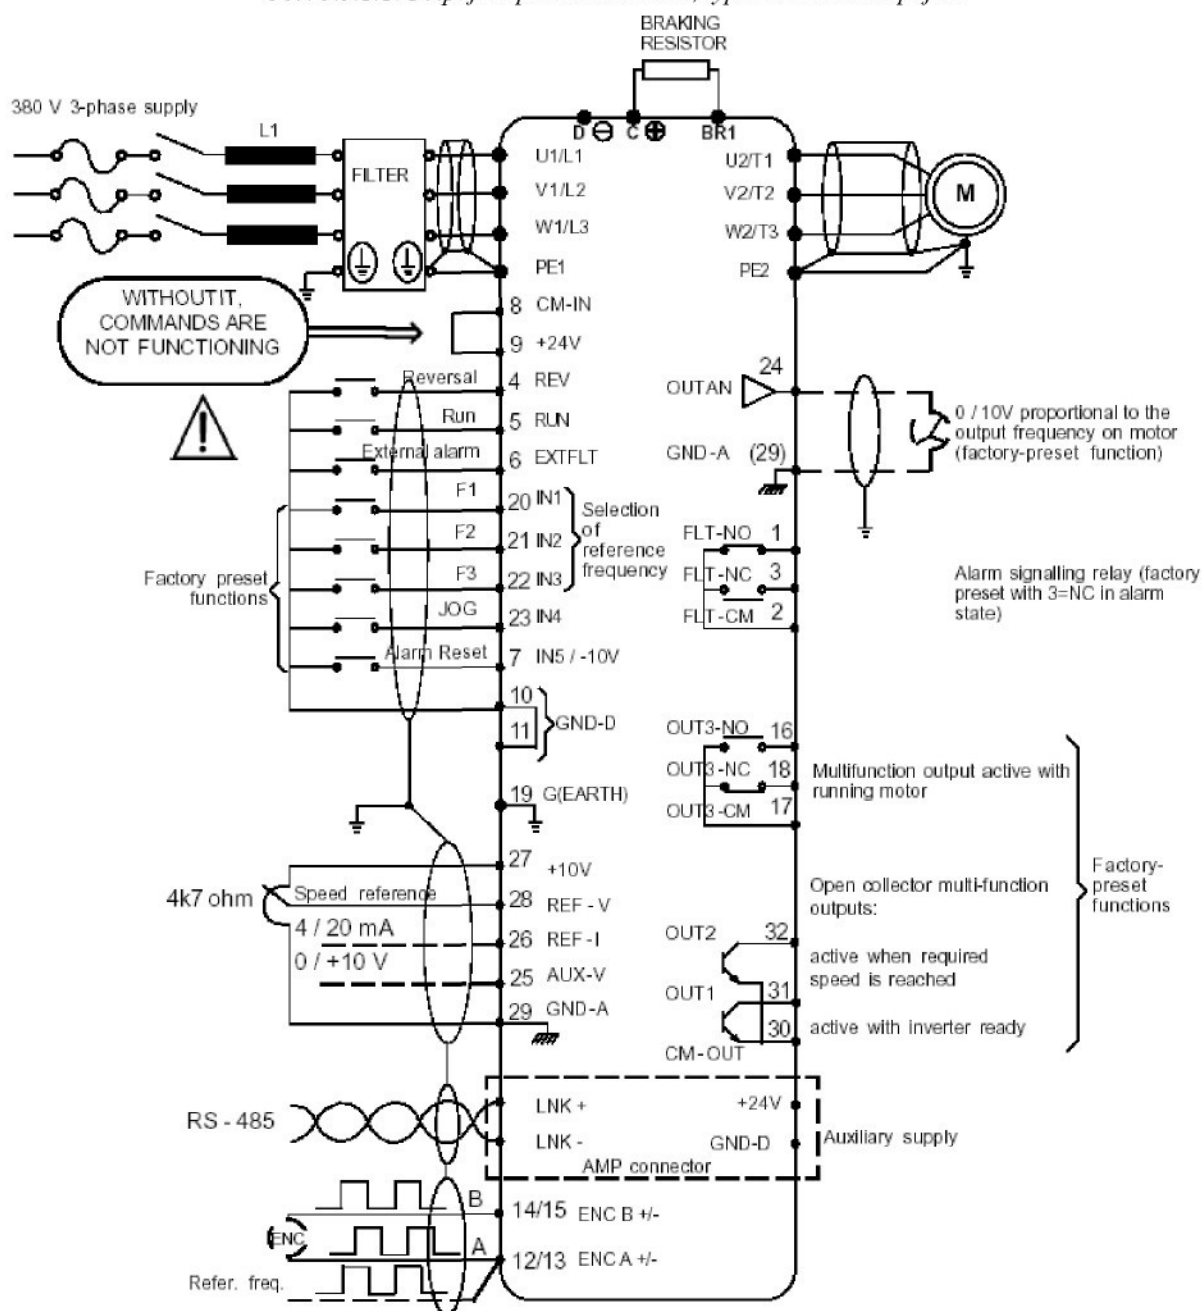 BRAKING
RESISTOR
380 V 3-phase supply
L1
FILTER
D
C
BR1
U1/L1
V1/L2
W1/L3
PE1
U2/T1
V2/T2
W2/T3
PE2
M
WITHOUT IT,
COMMANDS ARE
NOT FUNCTIONING
8 CM-IN
9 +24V
Reversal
4 REV
Run
5 RUN
External alarm
6 EXTFLT
F1
20 IN1
F2
21 IN2
F3
22 IN3
Selection
of
reference
frequency
JOG
23 IN4
Alarm Reset
7 IN5 / -10V
Factory preset
functions
10
11
GND-D
19 G(EARTH)
24
OUTAN
GND-A (29)
0 / 10V proportional to the
output frequency on motor
(factory-preset function)
FLT-NO 1
FLT-NC 3
FLT-CM 2
Alarm signalling relay (factory
preset with 3=NC in alarm
state)
OUT3-NO 16
OUT3-NC 18
OUT3-CM 17
Multifunction output active with
running motor
27 +10V
4k7 ohm
Speed reference
28 REF-V
4 / 20 mA
26 REF-I
0 / +10 V
25 AUX-V
29 GND-A
Open collector multi-function
outputs:
OUT2 32
active when required
speed is reached
OUT1 31
30
active with inverter ready
CM-OUT
Factory-
preset
functions
RS - 485
LNK +
LNK -
+24V
GND-D
AMP connector
Auxiliary supply
B
14/15 ENC B +/-
ENC
A
12/13 ENC A +/-
Refer. freq.